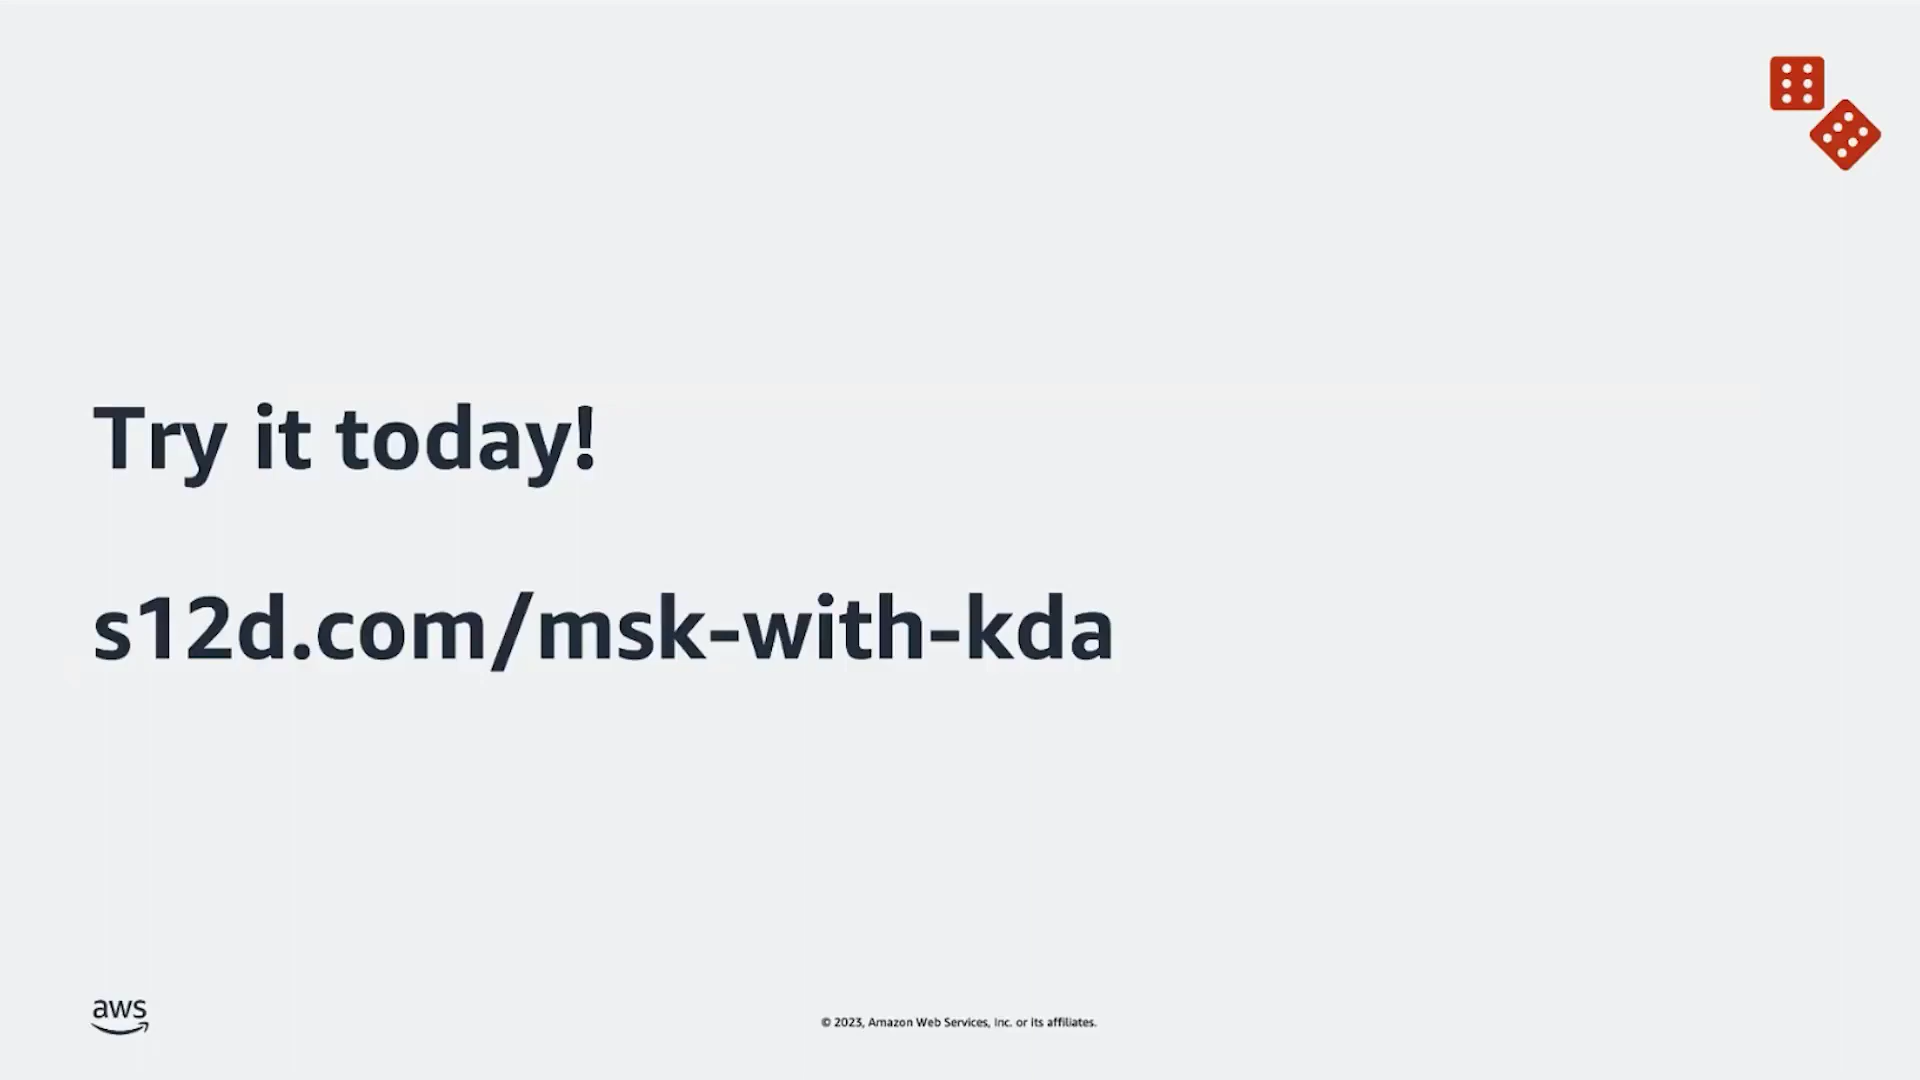 Try it today!
s12d.com/msk-with-kda
aws
© 2023, Amazon Web Services, Inc. or its affiliates.